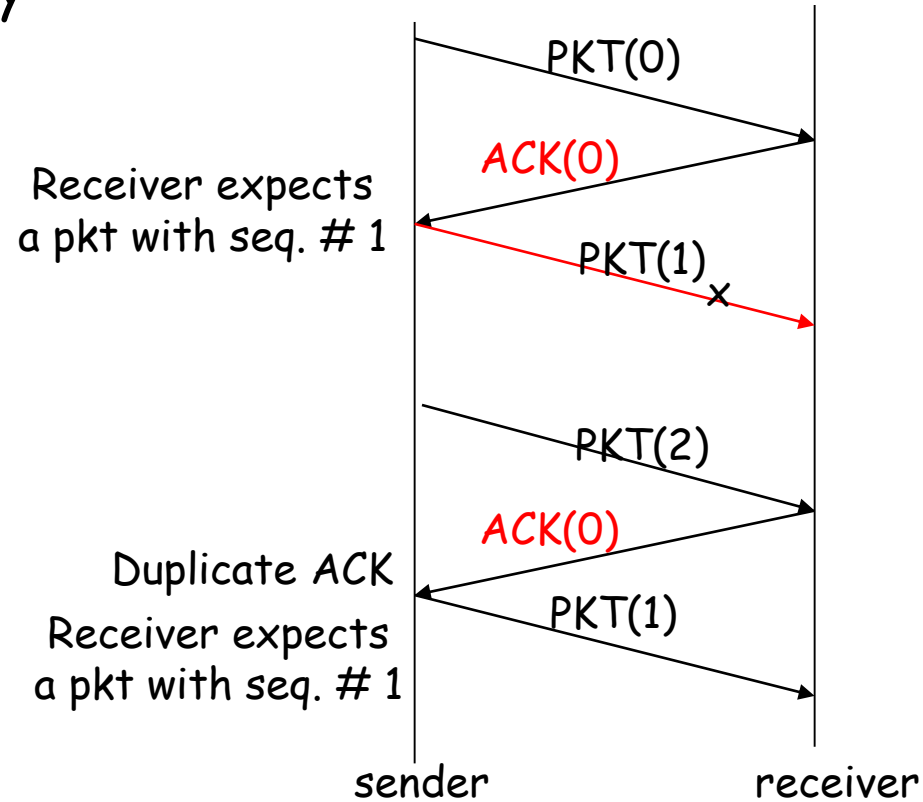 PKT(0)
ACK(0)
Receiver expects
a pkt with seq. # 1
PKT(1)
x
PKT(2)
ACK(0)
Duplicate ACK
PKT(1)
Receiver expects
a pkt with seq. # 1
sender
receiver